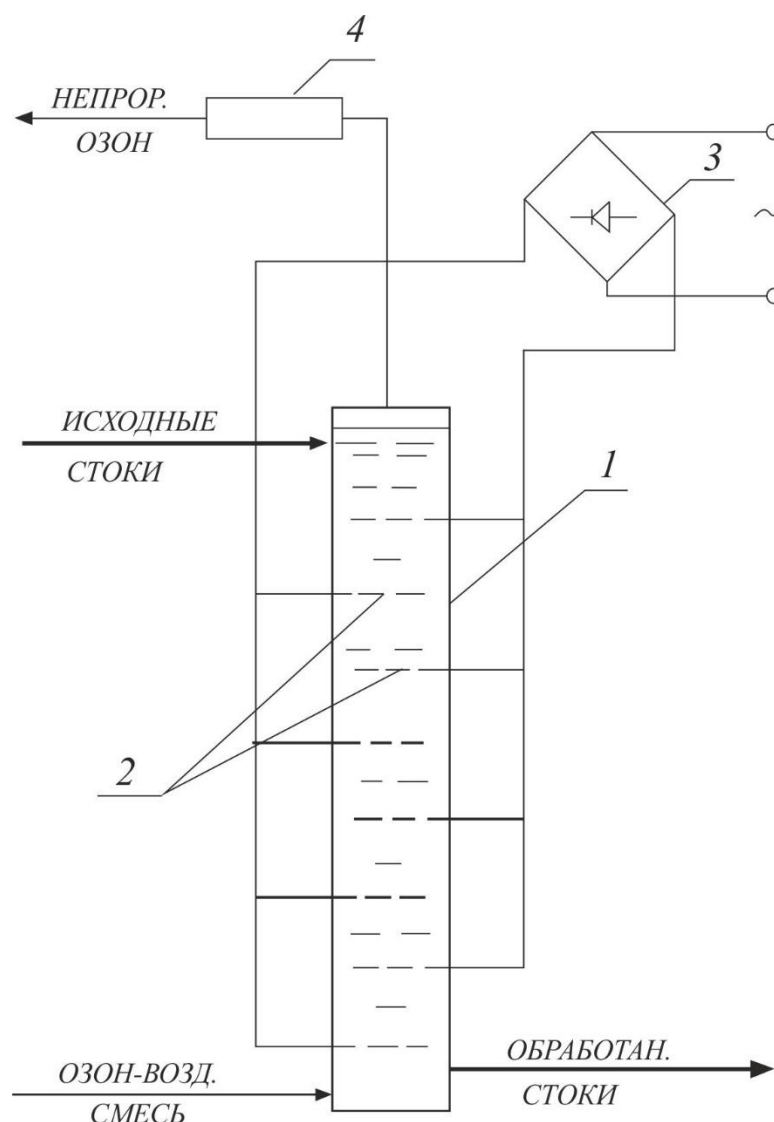 4
НЕПРОР.
ОЗОН
3
~
ИСХОДНЫЕ
СТОКИ
1
2
ОЗОН-ВОЗД.
СМЕСЬ
ОБРАБОТАН.
СТОКИ